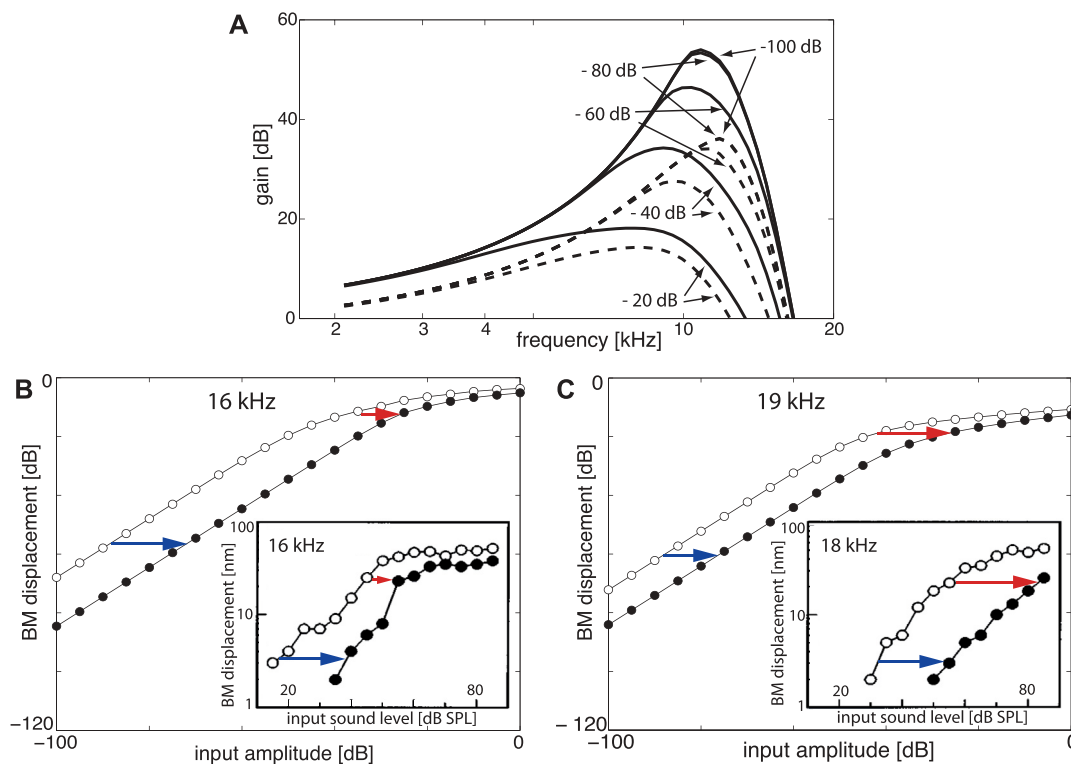 A
60
40
20
0
gain [dB]
- 100 dB
- 80 dB
- 60 dB
- 40 dB
- 20 dB
2
3
4
10
20
frequency [kHz]
B
0
16 kHz
BM displacement [dB]
-120
-100
0
input amplitude [dB]
100
10
1
16 kHz
BM displacement [nm]
20
80
input sound level [dB SPL]
C
19 kHz
BM displacement [dB]
-100
0
input amplitude [dB]
100
10
1
18 kHz
BM displacement [nm]
20
80
input sound level [dB SPL]